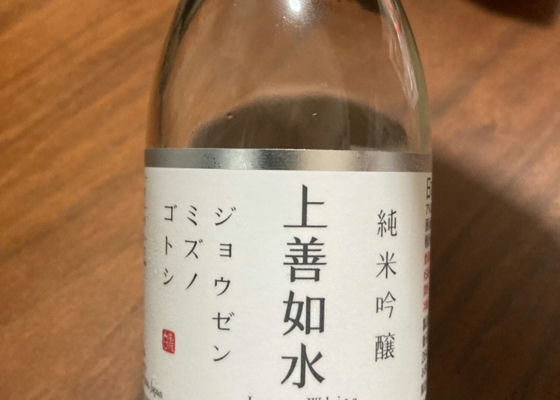 純米吟醸
上善如水
ジョウゼン
ミズノ
ゴトシ